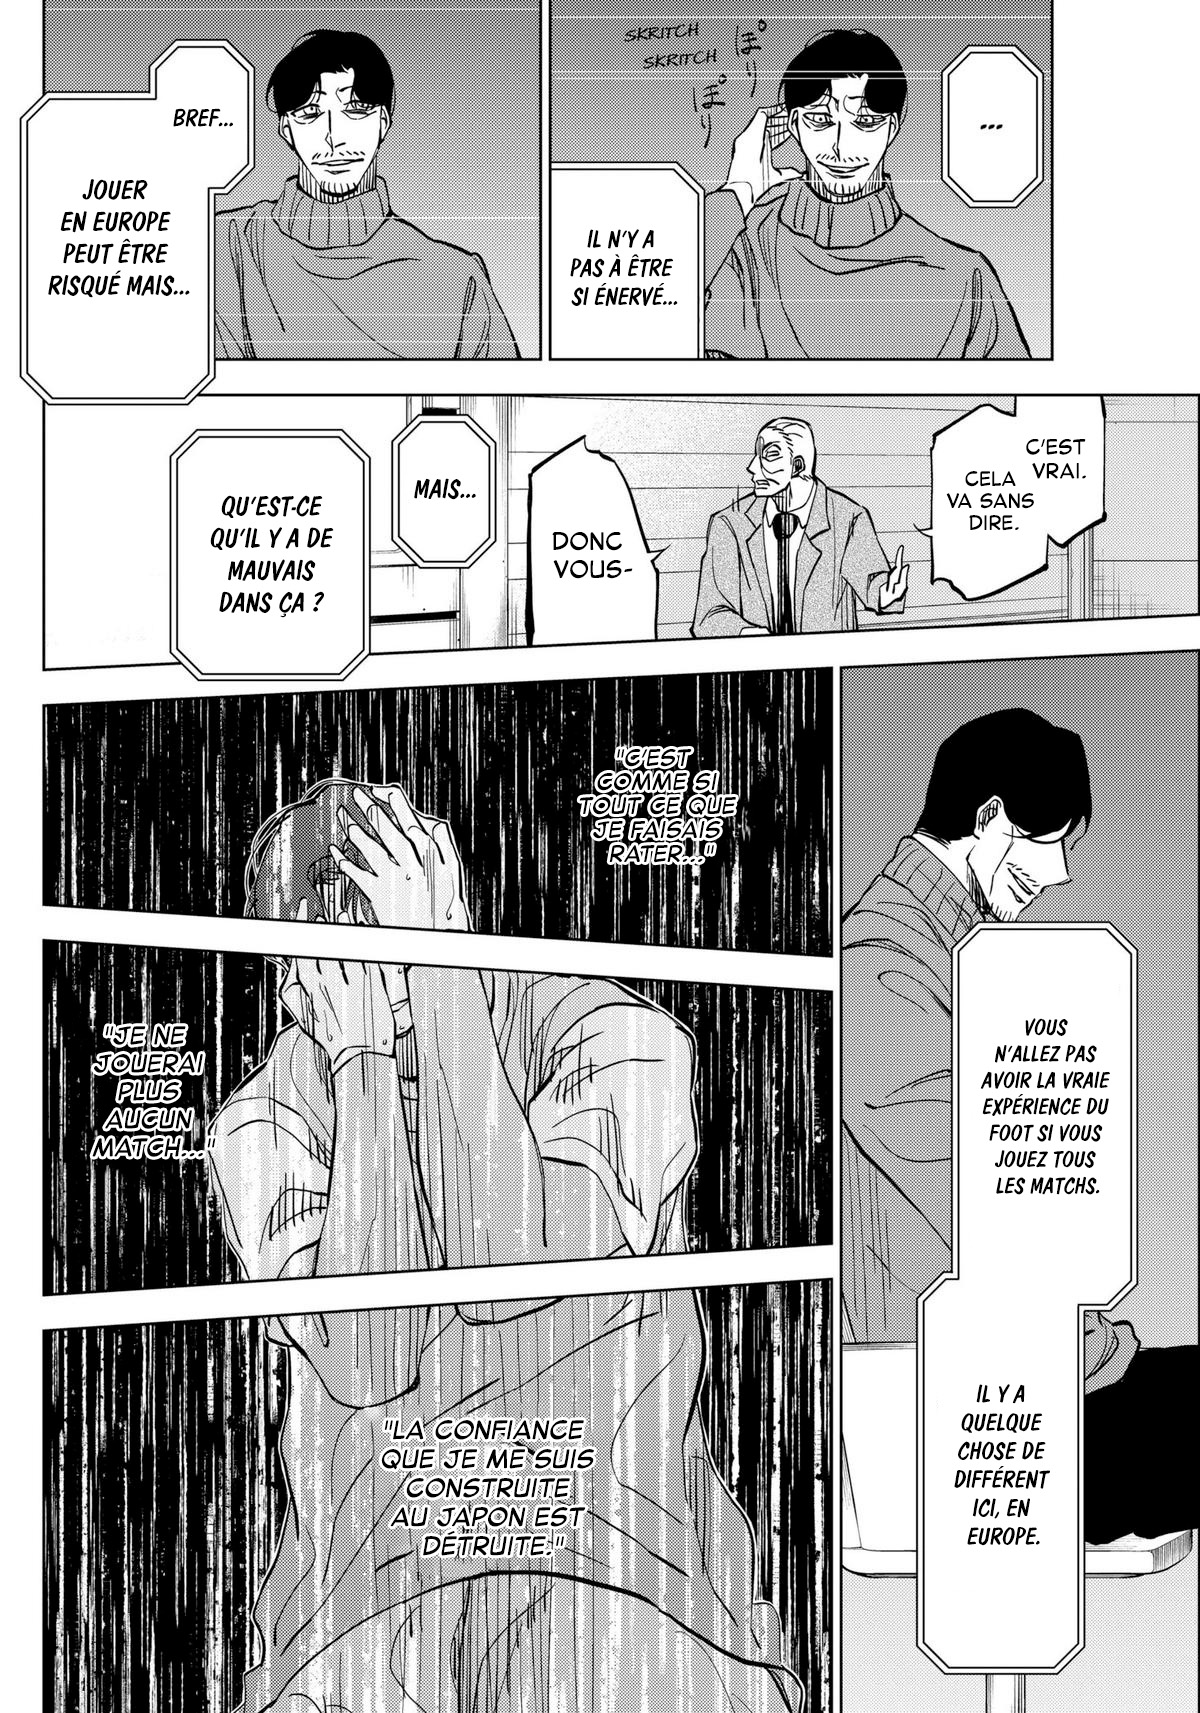 ...
SKRITCH
SKRITCH
ぽり
ぽり
IL N'Y A
PAS À ÊTRE
SI ÉNERVÉ...
BREF...
JOUER
EN EUROPE
PEUT ÊTRE
RISQUÉ MAIS...
C'EST
VRAI.
CELA
VA SANS
DIRE.
DONC
VOUS-
MAIS...
QU'EST-CE
QU'IL Y A DE
MAUVAIS
DANS ÇA ?
VOUS
N'ALLEZ PAS
AVOIR LA VRAIE
EXPÉRIENCE DU
FOOT SI VOUS
JOUEZ TOUS
LES MATCHS.
IL Y A
QUELQUE
CHOSE DE
DIFFÉRENT
ICI, EN
EUROPE.
"C'EST
COMME SI
TOUT CE QUE
JE FAISAIS
RATER..."
"JE NE
JOUERAI
PLUS
AUCUN
MATCH..."
"LA CONFIANCE
QUE JE ME SUIS
CONSTRUITE
AU JAPON EST
DÉTRUITE."